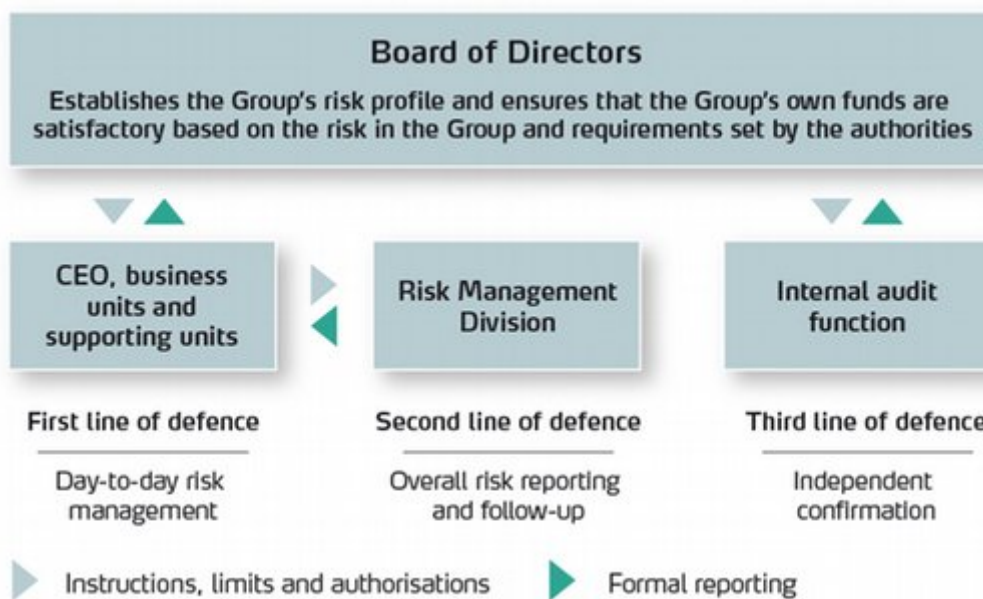 Board of Directors
Establishes the Group's risk profile and ensures that the Group's own funds are
satisfactory based on the risk in the Group and requirements set by the authorities
CEO, business
units and
supporting units
Risk Management
Division
Internal audit
function
First line of defence
Second line of defence
Third line of defence
Day-to-day risk
management
Overall risk reporting
and follow-up
Independent
confirmation
Instructions, limits and authorisations
Formal reporting